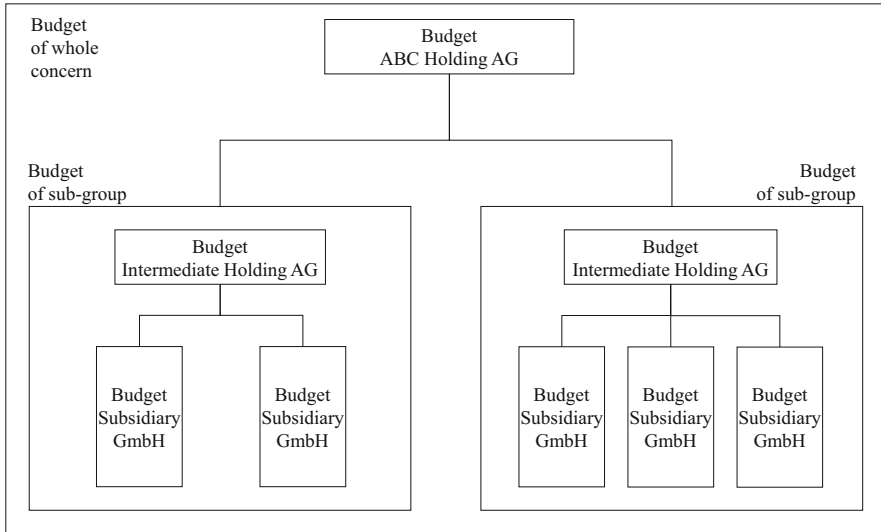 Budget
of whole
concern
Budget
ABC Holding AG
Budget
of sub-group
Budget
of sub-group
Budget
Intermediate Holding AG
Budget
Intermediate Holding AG
Budget
Subsidiary
GmbH
Budget
Subsidiary
GmbH
Budget
Subsidiary
GmbH
Budget
Subsidiary
GmbH
Budget
Subsidiary
GmbH